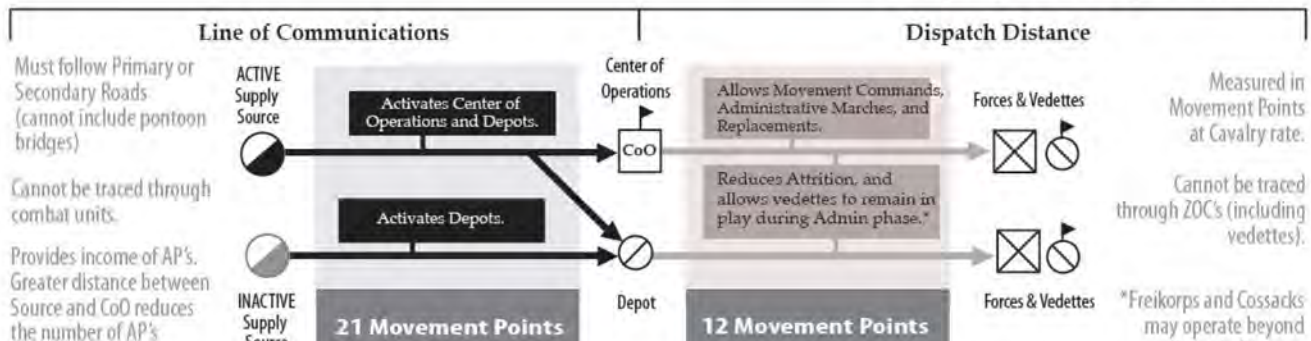 Line of Communications
Dispatch Distance
Must follow Primary or
Secondary Roads
(cannot include pontoon
bridges)
Cannot be traced through
combat units.
Provides income of AP's.
Greater distance between
Source and CoO reduces
the number of AP's
ACTIVE
Supply
Source
Activates Center of
Operations and Depots.
Activates Depots.
INACTIVE
Supply
Source
21 Movement Points
Center of
Operations
CoO
Depot
Allows Movement Commands,
Administrative Marches, and
Replacements.
Reduces Attrition, and
allows vedettes to remain in
play during Admin phase.*
12 Movement Points
Forces & Vedettes
Forces & Vedettes
Measured in
Movement Points
at Cavalry rate.
Cannot be traced
through ZOC's (including
vedettes).
*Freikorps and Cossacks
may operate beyond